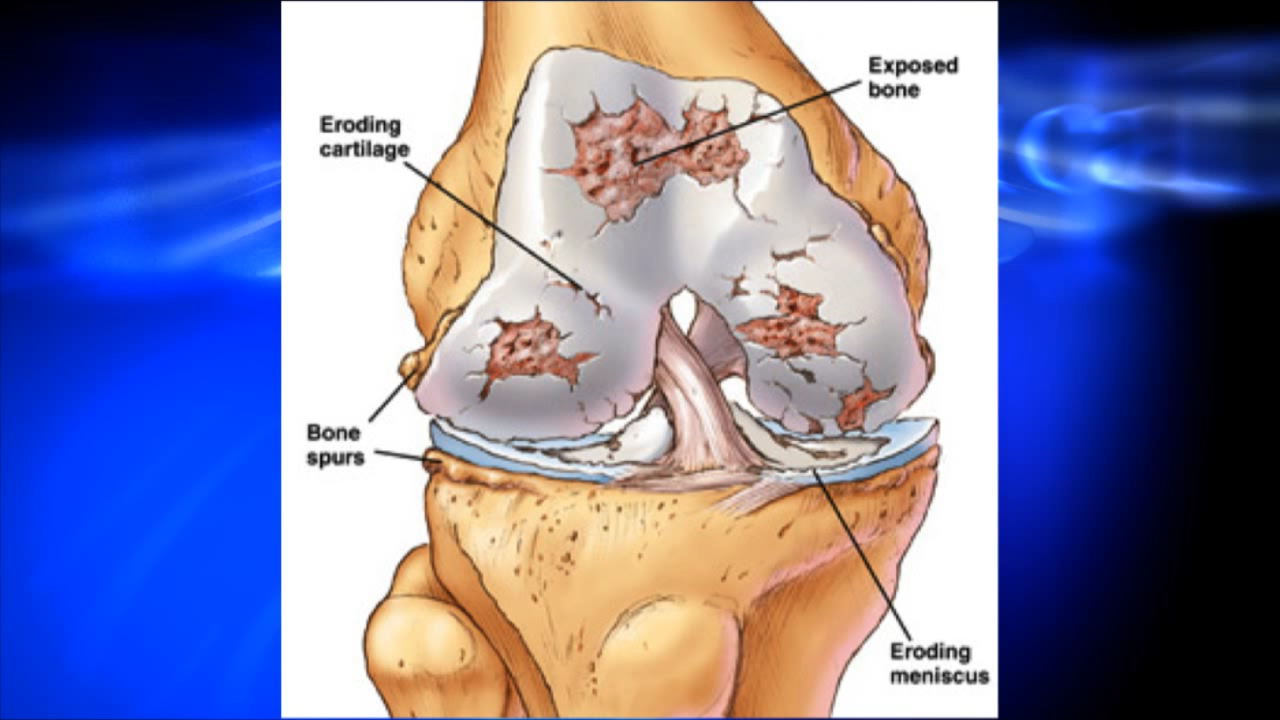 Exposed
bone
Eroding
cartilage
Bone
spurs
Eroding
meniscus